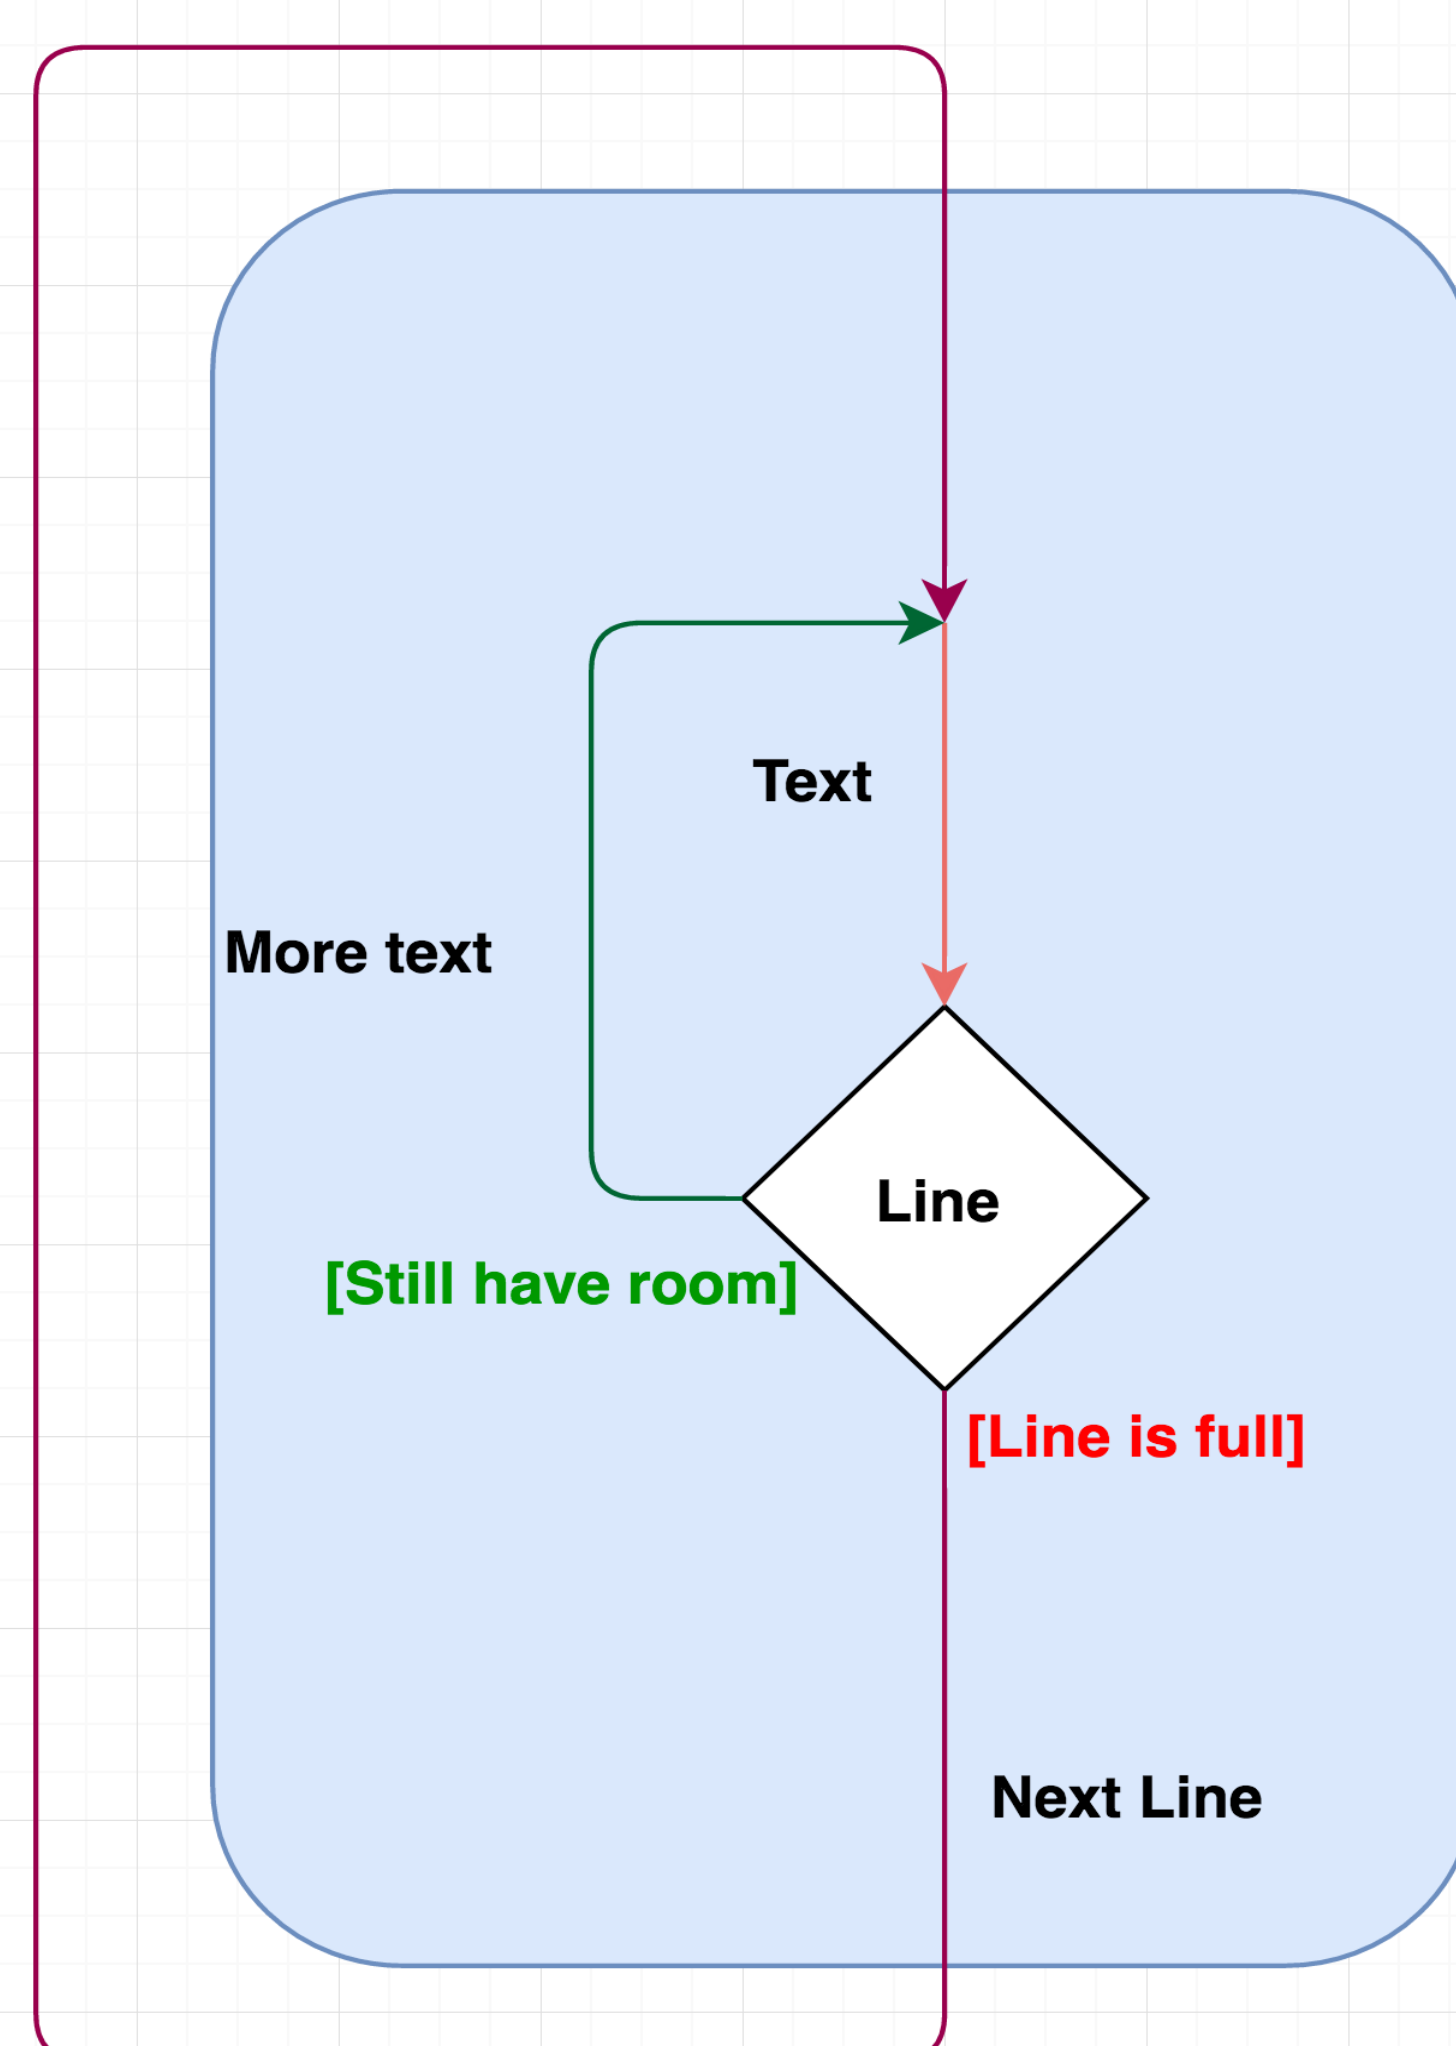 Text
More text
Line
[Still have room]
[Line is full]
Next Line